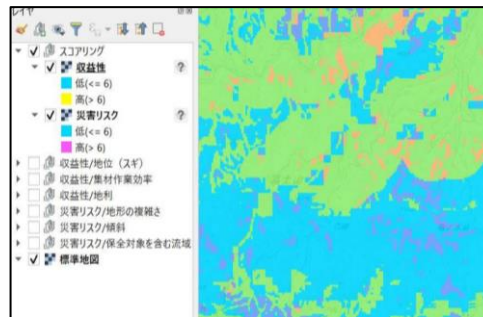 レイヤ
スコアリング
収益性
?
低(<= 6)
高(> 6)
災害リスク
?
低(<= 6)
高(> 6)
収益性/地位（スギ）
収益性/集材作業効率
収益性/地利
災害リスク/地形の複雑さ
災害リスク/傾斜
災害リスク/保全対象を含む流域
標準地図